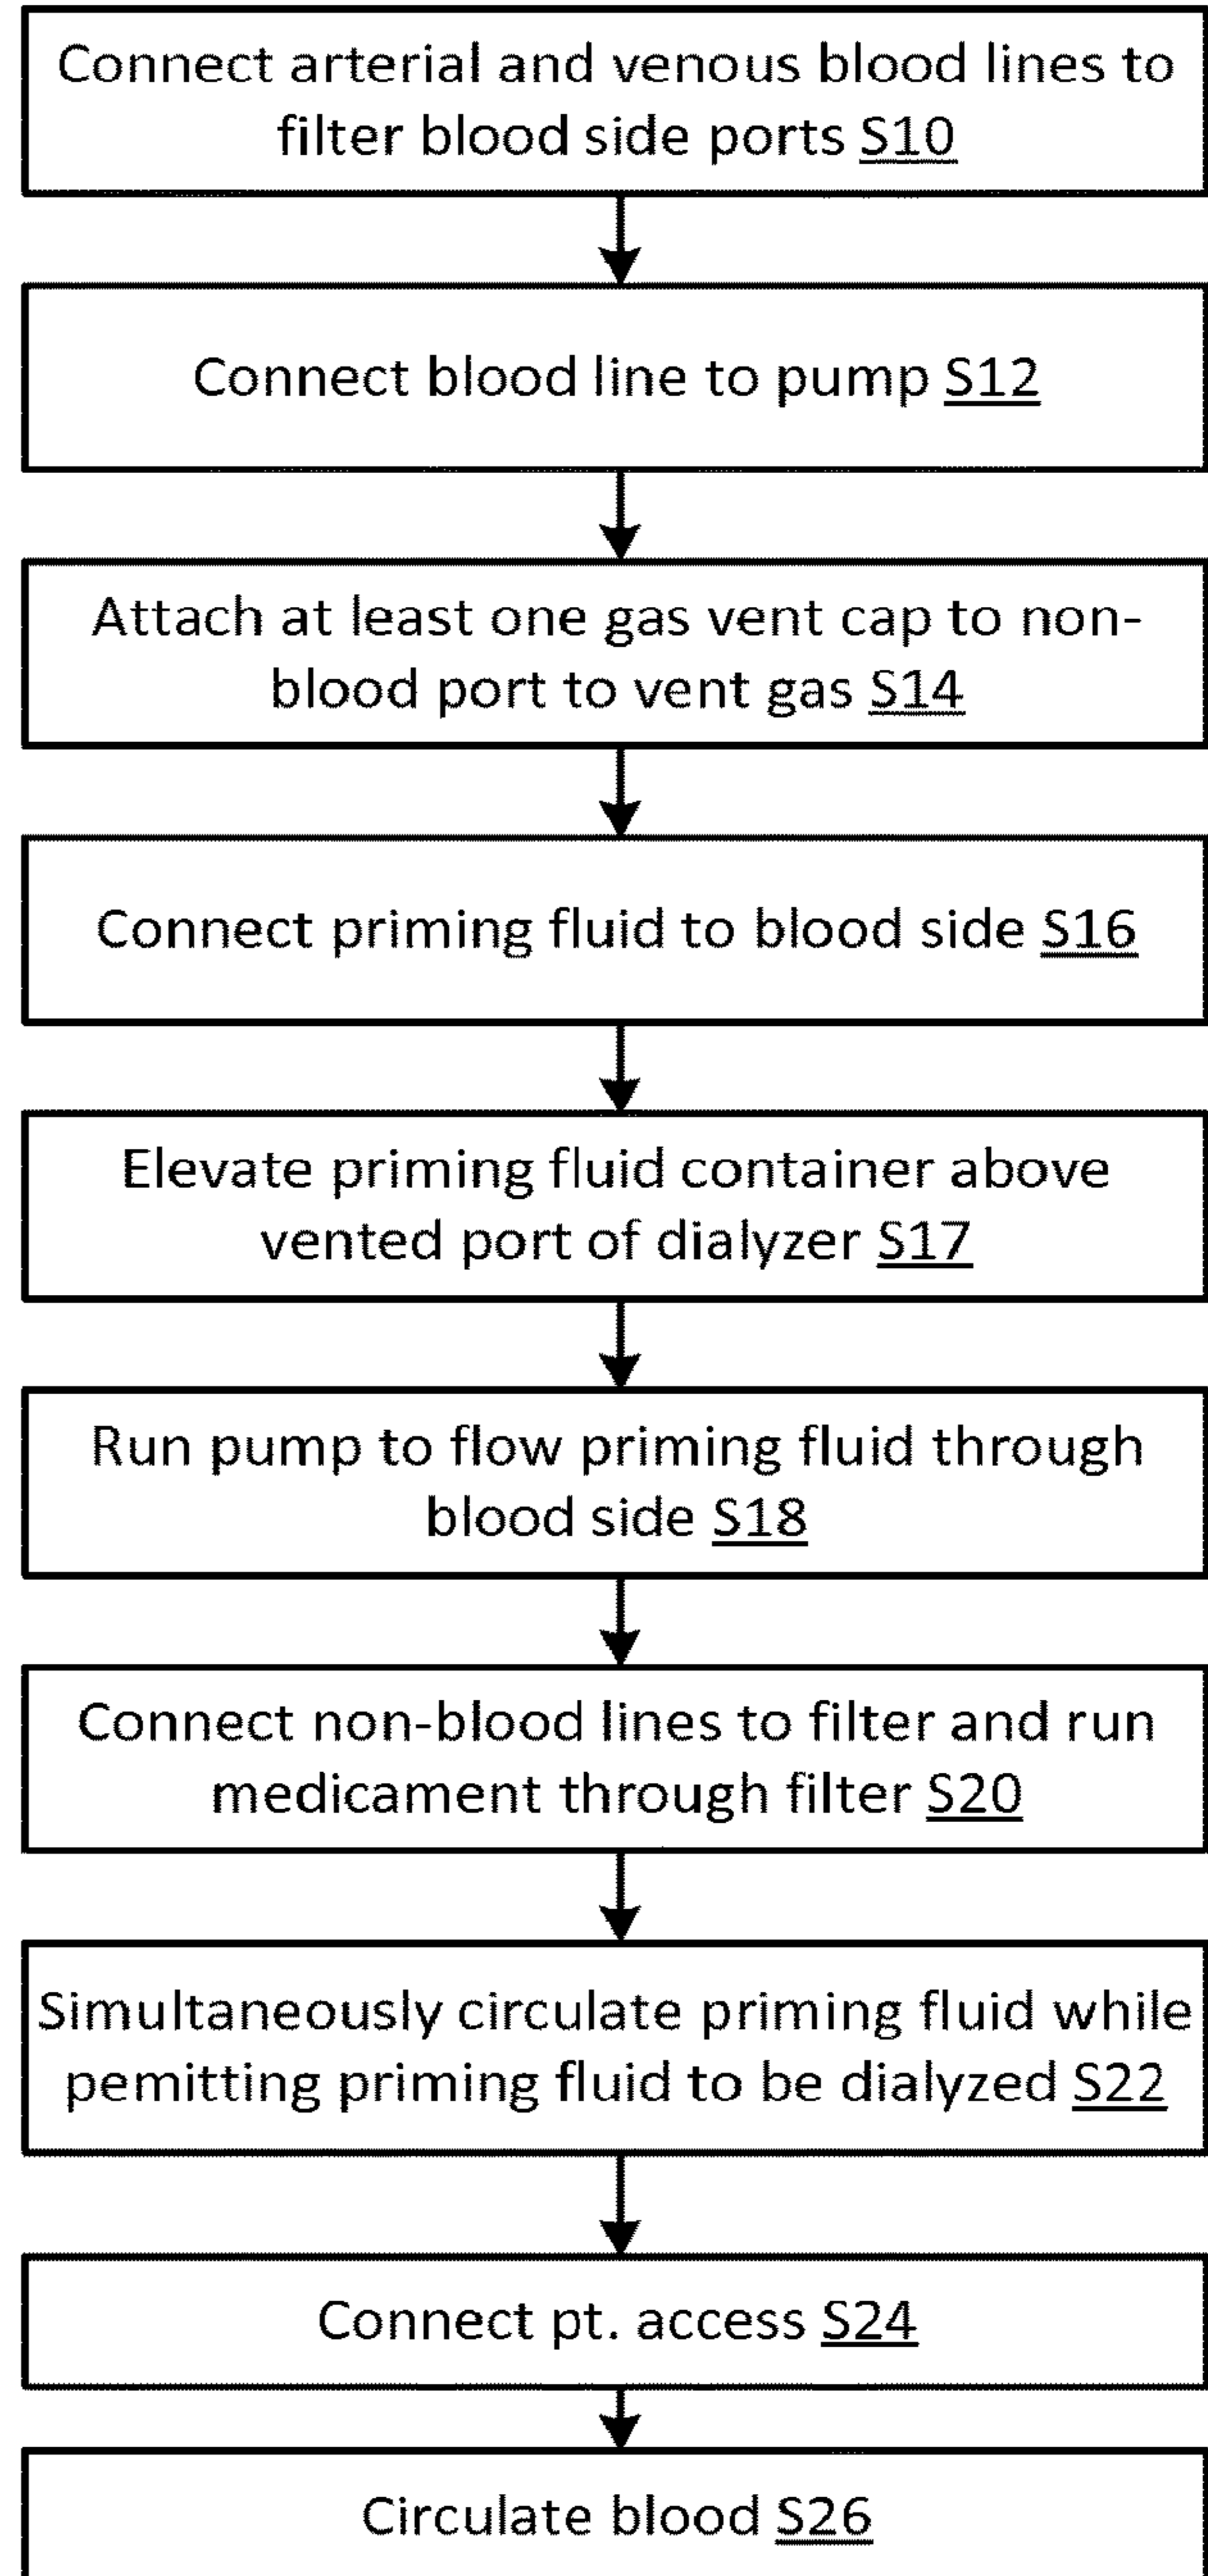 Connect arterial and venous blood lines to
filter blood side ports S10
Connect blood line to pump S12
Attach at least one gas vent cap to non-
blood port to vent gas S14
Connect priming fluid to blood side S16
Elevate priming fluid container above
vented port of dialyzer S17
Run pump to flow priming fluid through
blood side S18
Connect non-blood lines to filter and run
medicament through filter S20
Simultaneously circulate priming fluid while
pemitting priming fluid to be dialyzed S22
Connect pt. access S24
Circulate blood S26